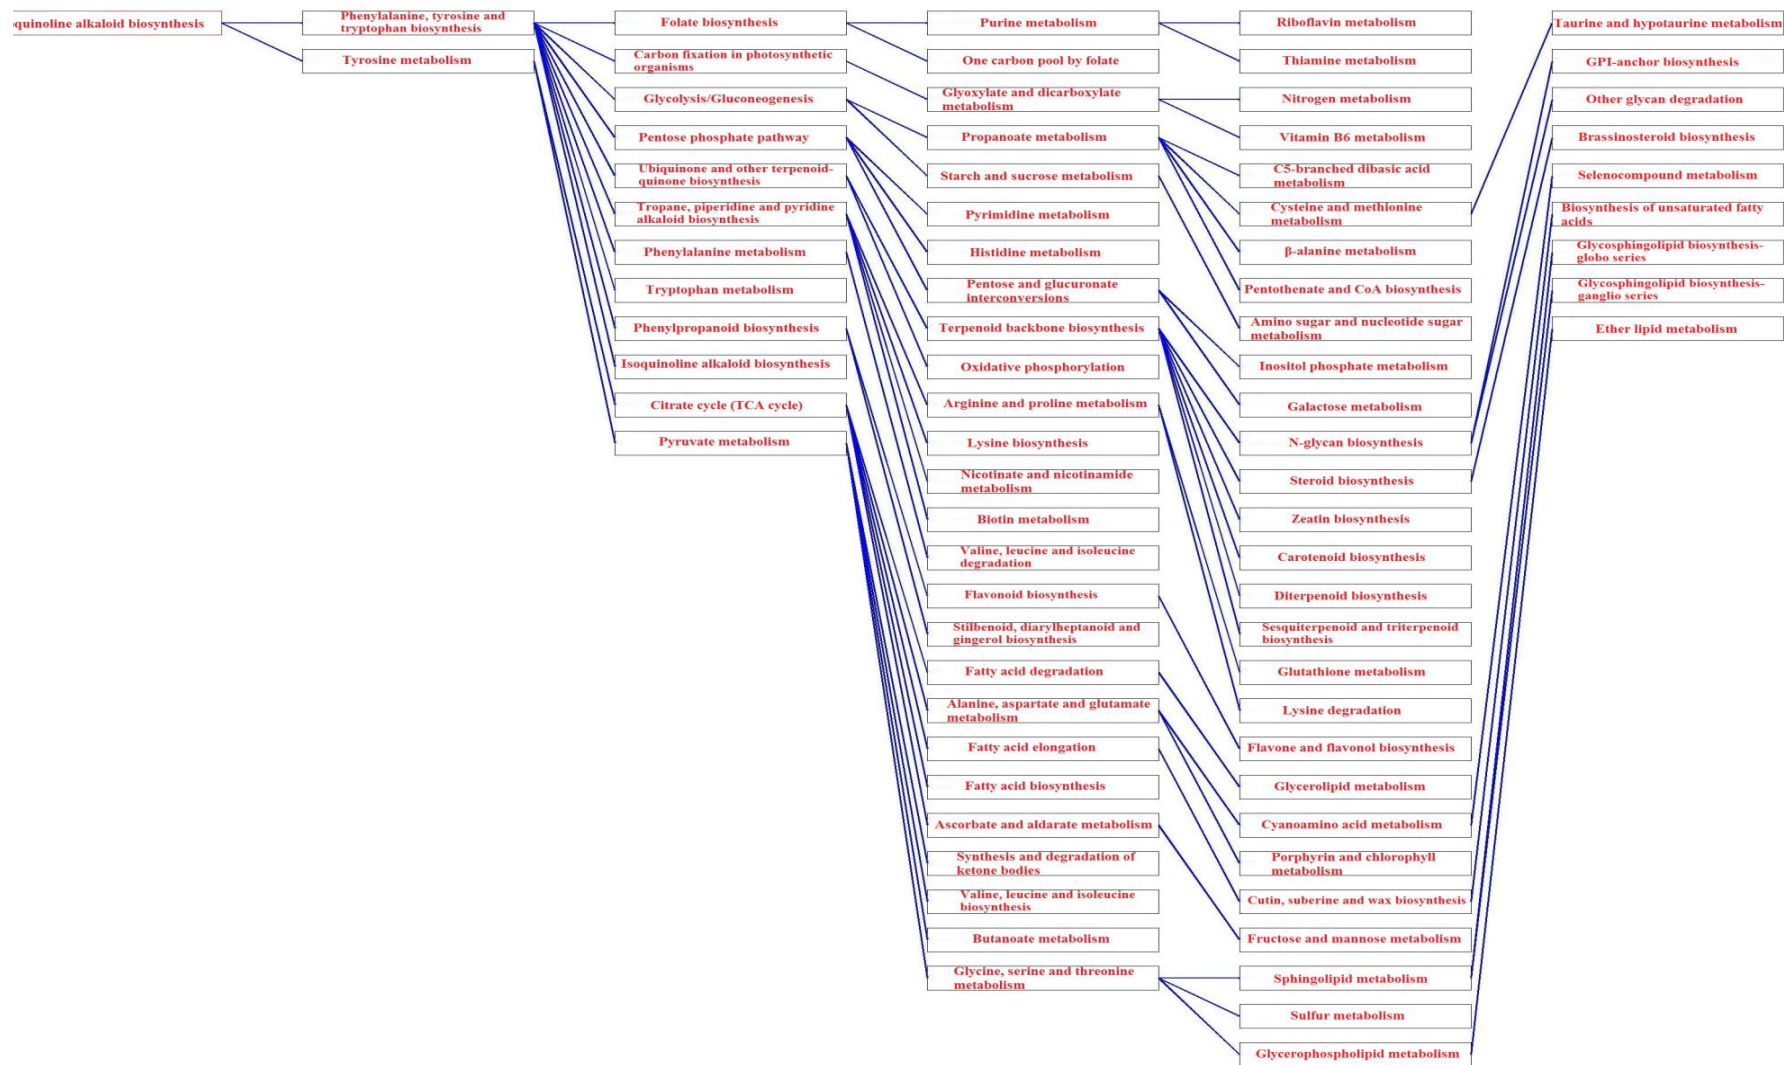 oquinoline alkaloid biosynthesis
Phenylalanine, tyrosine and
tryptophan biosynthesis
Tyrosine metabolism
Folate biosynthesis
Carbon fixation in photosynthetic
organisms
Glycolysis/Gluconeogenesis
Pentose phosphate pathway
Ubiquinone and other terpenoid-
quinone biosynthesis
Tropane, piperidine and pyridine
alkaloid biosynthesis
Phenylalanine metabolism
Tryptophan metabolism
Phenylpropanoid biosynthesis
Isoquinoline alkaloid biosynthesis
Citrate cycle (TCA cycle)
Pyruvate metabolism
Purine metabolism
One carbon pool by folate
Glyoxylate and dicarboxylate
metabolism
Propanoate metabolism
Starch and sucrose metabolism
Pyrimidine metabolism
Histidine metabolism
Pentose and glucuronate
interconversions
Terpenoid backbone biosynthesis
Oxidative phosphorylation
Arginine and proline metabolism
Lysine biosynthesis
Nicotinate and nicotinamide
metabolism
Biotin metabolism
Valine, leucine and isoleucine
degradation
Flavonoid biosynthesis
Stilbenoid, diarylheptanoid and
gingerol biosynthesis
Fatty acid degradation
Alanine, aspartate and glutamate
metabolism
Fatty acid elongation
Fatty acid biosynthesis
Ascorbate and aldarate metabolism
Synthesis and degradation of
ketone bodies
Valine, leucine and isoleucine
biosynthesis
Butanoate metabolism
Glycine, serine and threonine
metabolism
Riboflavin metabolism
Thiamine metabolism
Nitrogen metabolism
Vitamin B6 metabolism
C5-branched dibasic acid
metabolism
Cysteine and methionine
metabolism
β-alanine metabolism
Pentothenate and CoA biosynthesis
Amino sugar and nucleotide sugar
metabolism
Inositol phosphate metabolism
Galactose metabolism
N-glycan biosynthesis
Steroid biosynthesis
Zeatin biosynthesis
Carotenoid biosynthesis
Diterpenoid biosynthesis
Sesquiterpenoid and triterpenoid
biosynthesis
Glutathione metabolism
Lysine degradation
Flavone and flavonol biosynthesis
Glycerolipid metabolism
Cyanoamino acid metabolism
Porphyrin and chlorophyll
metabolism
Cutin, suberine and wax biosynthesis
Fructose and mannose metabolism
Sphingolipid metabolism
Sulfur metabolism
Glycerophospholipid metabolism
Taurine and hypotaurine metabolism
GPI-anchor biosynthesis
Other glycan degradation
Brassinosteroid biosynthesis
Selenocompound metabolism
Biosynthesis of unsaturated fatty
acids
Glycosphingolipid biosynthesis-
globo series
Glycosphingolipid biosynthesis-
ganglio series
Ether lipid metabolism